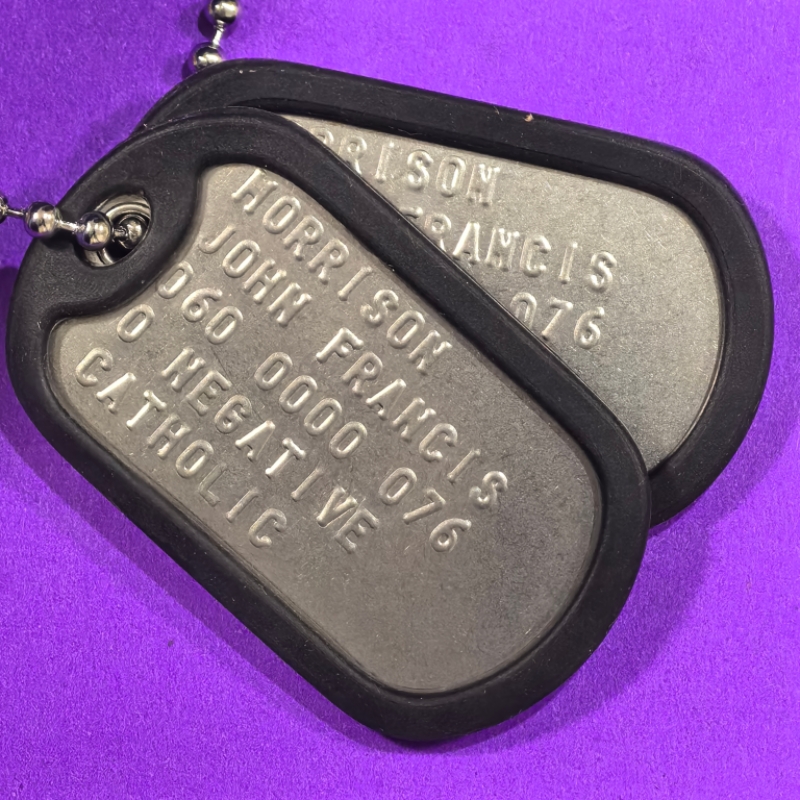 MORRISON
JOHN FRANCIS
060 0000 076
O NEGATIVE
CATHOLIC
RRISON
FRANCIS
076